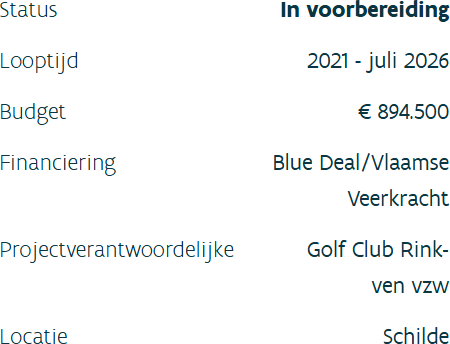 Status In voorbereiding
Looptijd 2021 - juli 2026
Budget € 894.500
Financiering Blue Deal/Vlaamse
Veerkracht
Projectverantwoordelijke Golf Club Rink-
ven vzw
Locatie Schilde